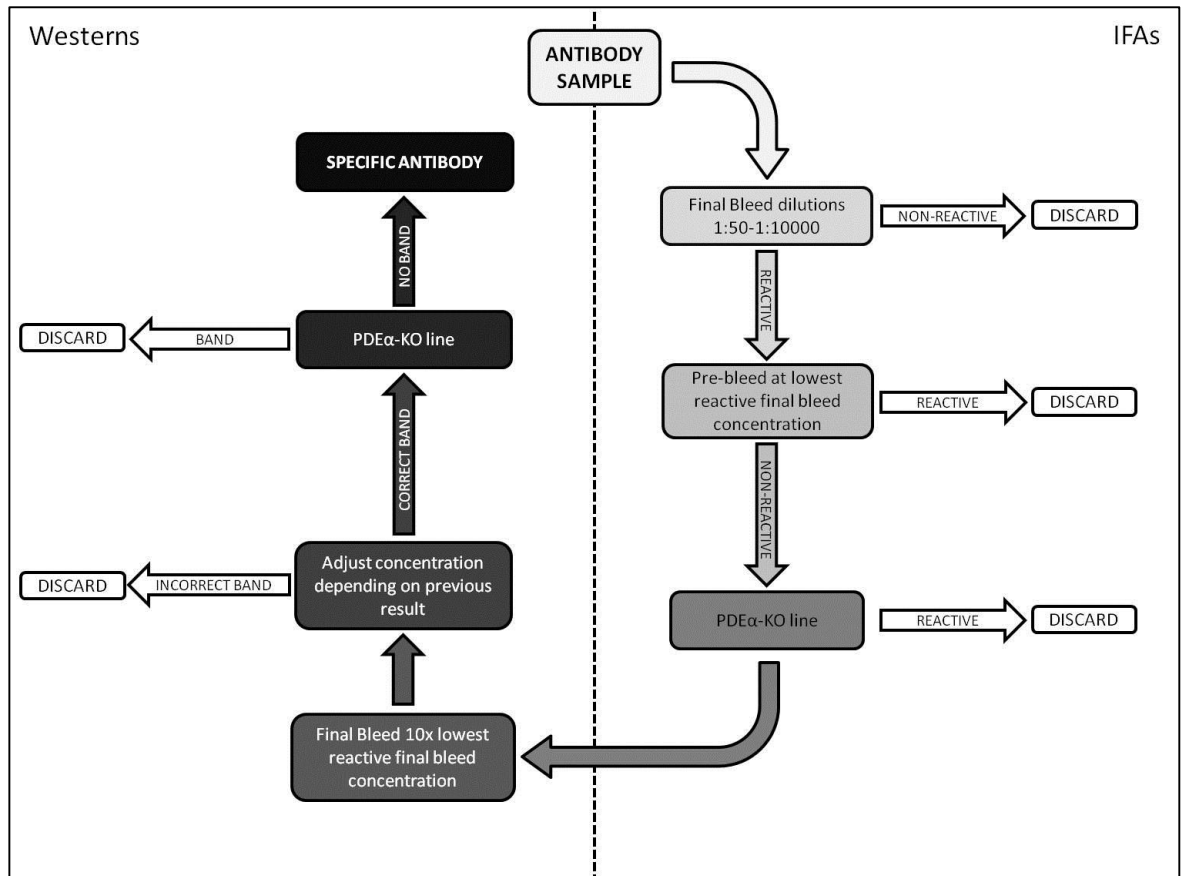 Westerns
IFAs
ANTIBODY
SAMPLE
Final Bleed dilutions
1:50-1:10000
NON-REACTIVE
DISCARD
REACTIVE
Pre-bleed at lowest
reactive final bleed
concentration
REACTIVE
DISCARD
NON-REACTIVE
PDEα-KO line
REACTIVE
DISCARD
Final Bleed 10x lowest
reactive final bleed
concentration
Adjust concentration
depending on previous
result
INCORRECT BAND
DISCARD
CORRECT BAND
PDEα-KO line
BAND
DISCARD
NO BAND
SPECIFIC ANTIBODY